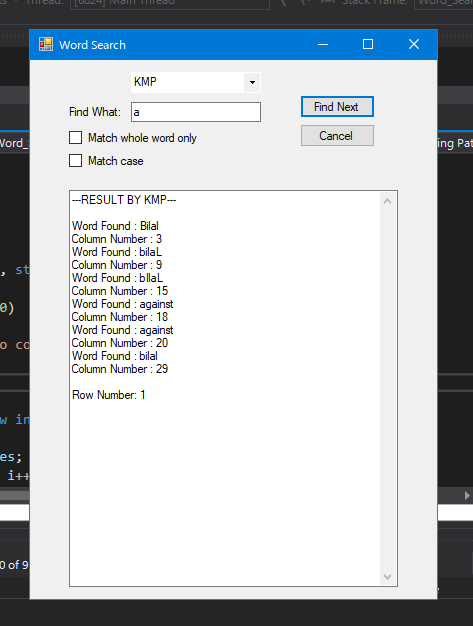 Thread: [6624] Main Thread
Stack Frame: Word_Sea
Word Search
KMP
Find What: a
Find Next
Match whole word only
Cancel
Match case
---RESULT BY KMP---
Word Found : Bilal
Column Number : 3
Word Found : bilaL
Column Number : 9
Word Found : bIlaL
Column Number : 15
Word Found : against
Column Number : 18
Word Found : against
Column Number : 20
Word Found : bilal
Column Number : 29
Row Number: 1
Word_S
ing Pat
, st
0)
o co
w in
es;
i++
0 of 9